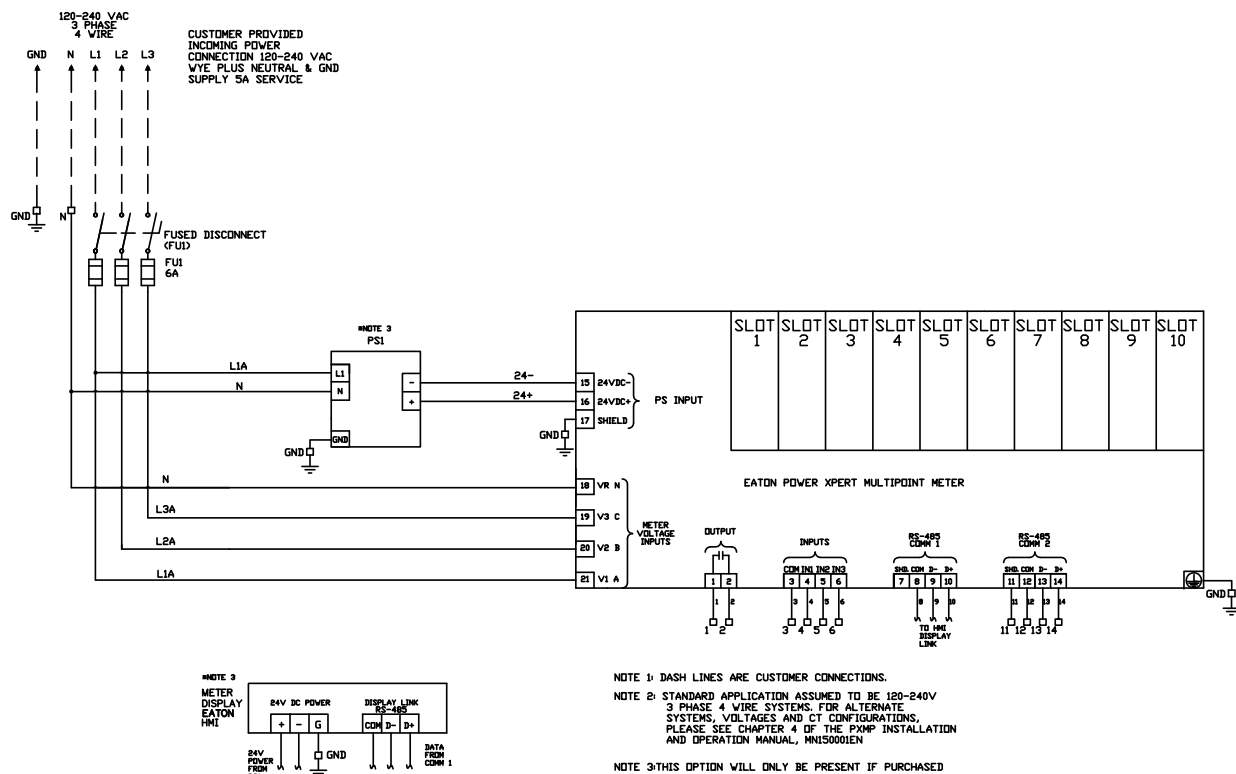 120-240 VAC
3 PHASE
4 WIRE
GND N L1 L2 L3
CUSTOMER PROVIDED
INCOMING POWER
CONNECTION 120-240 VAC
WYE PLUS NEUTRAL & GND
SUPPLY 5A SERVICE
GND
N
FUSED DISCONNECT
(FU1)
FU1
6A
*NOTE 3
PS1
L1A
N
L1
N
GND
GND
-
+
24-
24+
15 24VDC-
16 24VDC+
17 SHIELD
PS INPUT
GND
SLOT 1
SLOT 2
SLOT 3
SLOT 4
SLOT 5
SLOT 6
SLOT 7
SLOT 8
SLOT 9
SLOT 10
EATON POWER XPERT MULTIPOINT METER
N
L3A
L2A
L1A
18 VR N
19 V3 C
20 V2 B
21 V1 A
METER
VOLTAGE
INPUTS
OUTPUT
1 2
1 2
1 2
INPUTS
COM IN1 IN2 IN3
3 4 5 6
3 4 5 6
3 4 5 6
RS-485
COMM 1
SHD. COM D- D+
7 8 9 10
8 9 10
TO HMI
DISPLAY
LINK
RS-485
COMM 2
SHD. COM D- D+
11 12 13 14
11 12 13 14
11 12 13 14
GND
*NOTE 3
METER
DISPLAY
EATON
HMI
24V DC POWER
+ - G
DISPLAY LINK
RS-485
COM D- D+
24V
POWER
FROM
GND
DATA
FROM
COMM 1
NOTE 1: DASH LINES ARE CUSTOMER CONNECTIONS.
NOTE 2: STANDARD APPLICATION ASSUMED TO BE 120-240V
3 PHASE 4 WIRE SYSTEMS. FOR ALTERNATE
SYSTEMS, VOLTAGES AND CT CONFIGURATIONS,
PLEASE SEE CHAPTER 4 OF THE PXMP INSTALLATION
AND OPERATION MANUAL, MN150001EN
NOTE 3:THIS OPTION WILL ONLY BE PRESENT IF PURCHASED